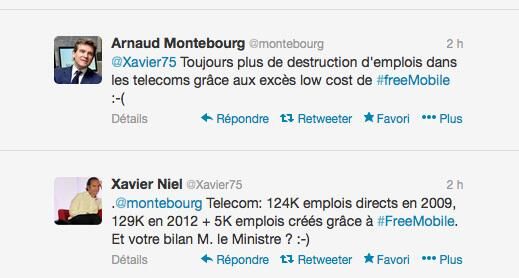 Arnaud Montebourg @montebourg 2 h
@Xavier75 Toujours plus de destruction d'emplois dans
les telecoms grâce aux excès low cost de #freeMobile
:-(
Détails Répondre Retweeter Favori Plus
Xavier Niel @Xavier75 2 h
.@montebourg Telecom: 124K emplois directs en 2009,
129K en 2012 + 5K emplois créés grâce à #FreeMobile.
Et votre bilan M. le Ministre ? :-)
Détails Répondre Retweeter Favori Plus